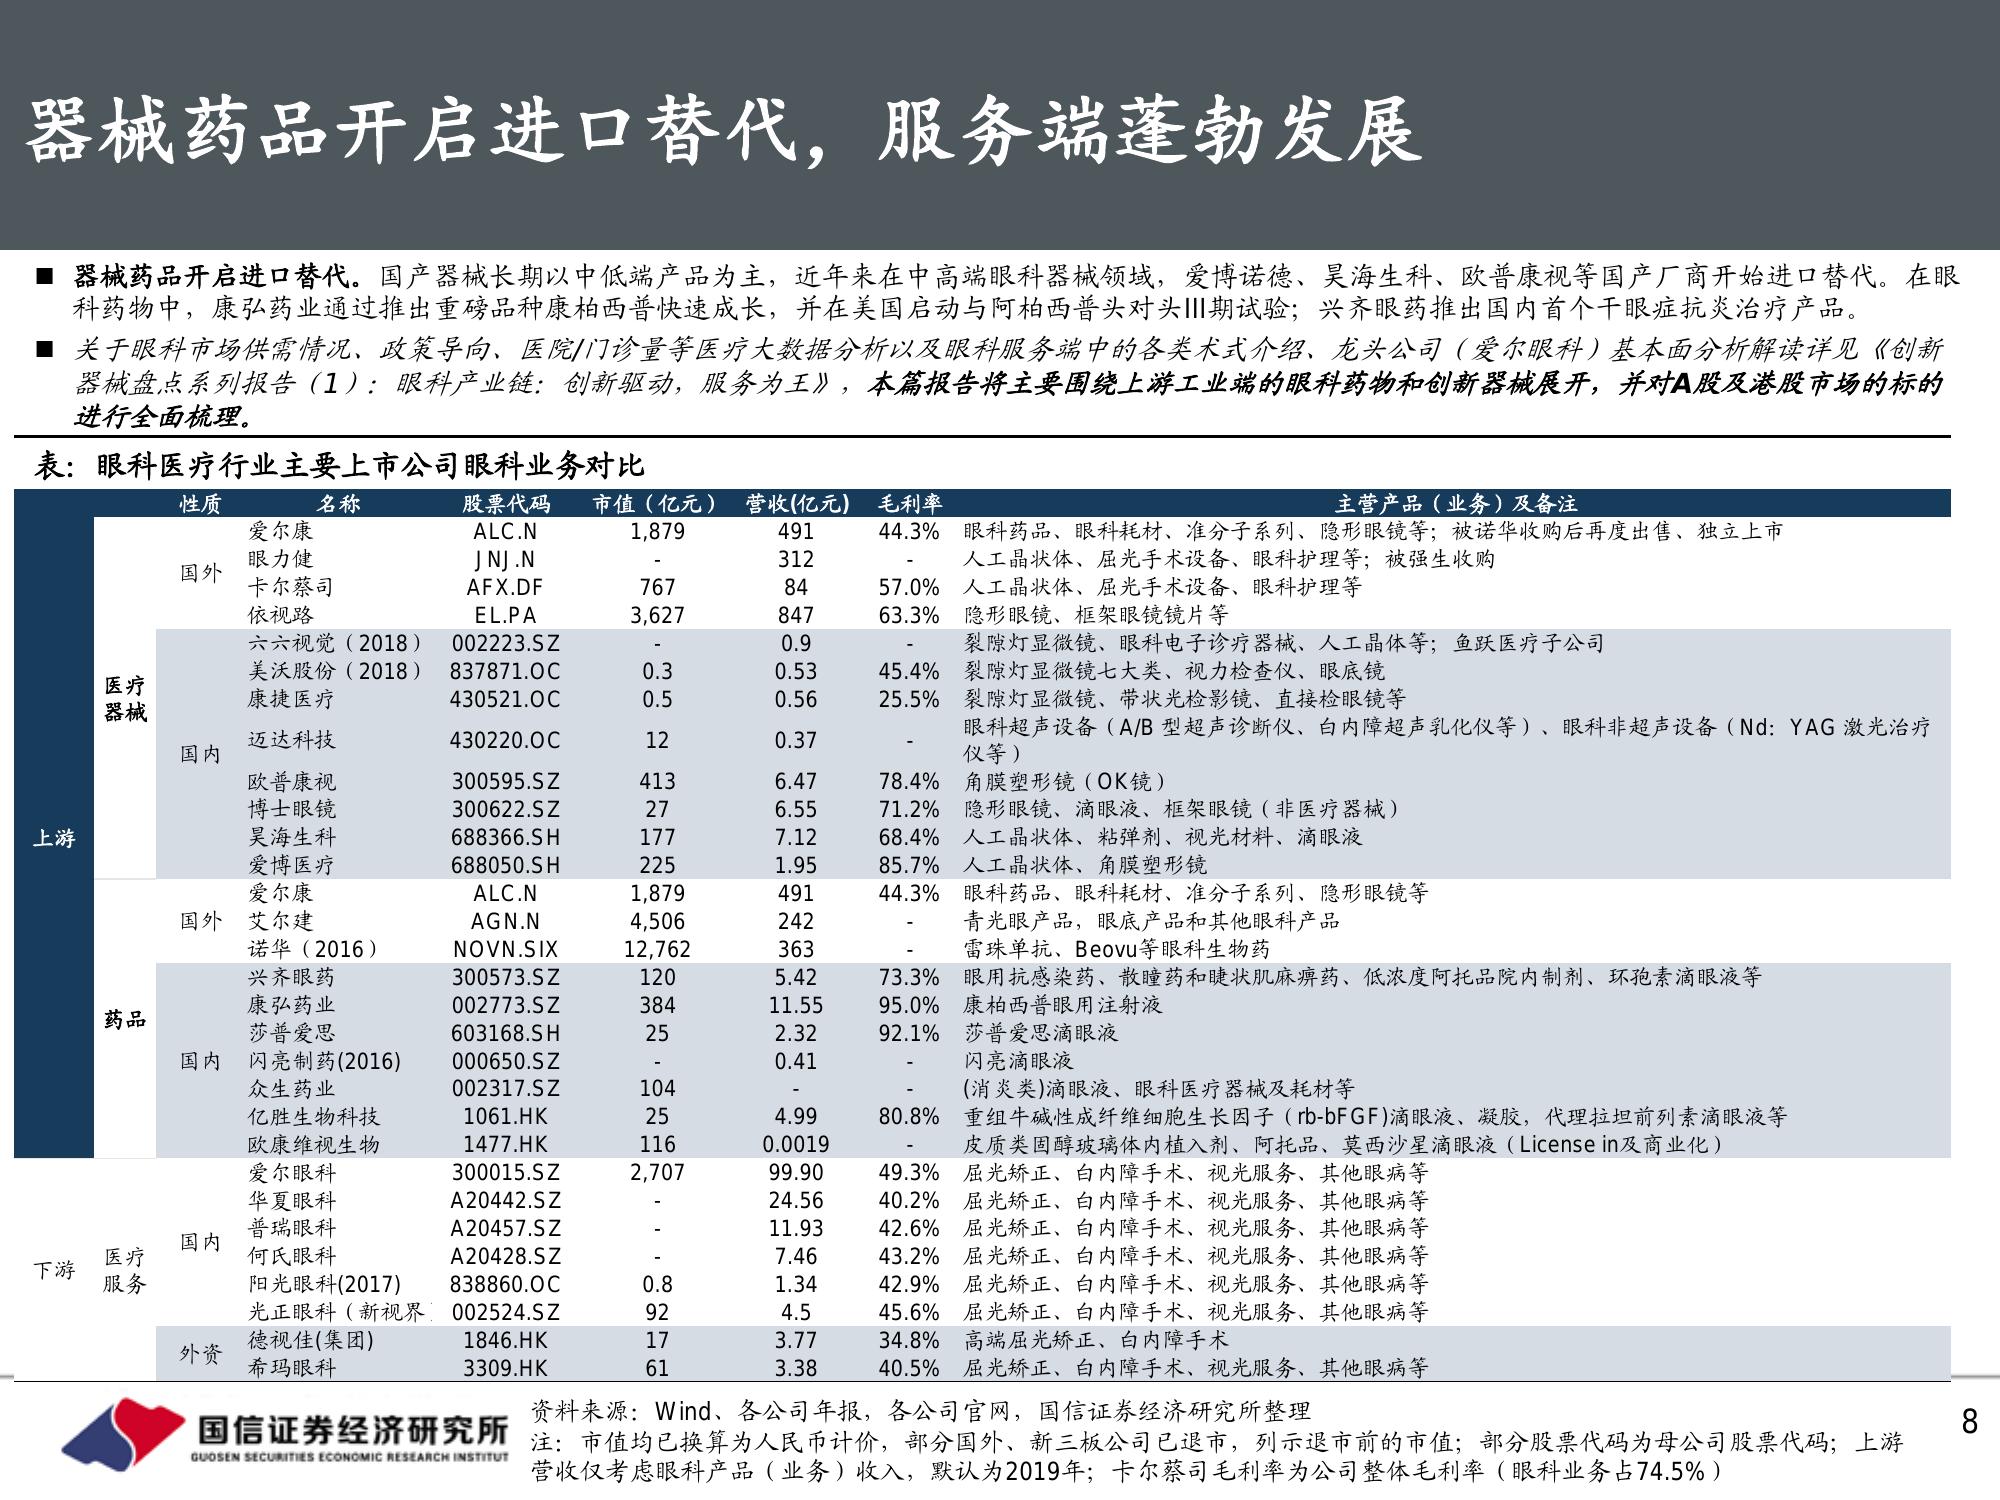 器械药品开启进口替代，服务端蓬勃发展
■ 器械药品开启进口替代。国产器械长期以中低端产品为主，近年来在中高端眼科器械领域，爱博诺德、昊海生科、欧普康视等国产厂商开始进口替代。在眼
科药物中，康弘药业通过推出重磅品种康柏西普快速成长，并在美国启动与阿柏西普头对头III期试验；兴齐眼药推出国内首个干眼症抗炎治疗产品。
■ 关于眼科市场供需情况、政策导向、医院/门诊量等医疗大数据分析以及眼科服务端中的各类术式介绍、龙头公司（爱尔眼科）基本面分析解读详见《创新
器械盘点系列报告（1）：眼科产业链：创新驱动，服务为王》，本篇报告将主要围绕上游工业端的眼科药物和创新器械展开，并对A股及港股市场的标的
进行全面梳理。
表：眼科医疗行业主要上市公司眼科业务对比
性质 名称 股票代码 市值（亿元） 营收(亿元) 毛利率 主营产品（业务）及备注
上游
医疗
器械
国外
爱尔康 ALC.N 1,879 491 44.3% 眼科药品、眼科耗材、准分子系列、隐形眼镜等；被诺华收购后再度出售、独立上市
眼力健 JNJ.N - 312 - 人工晶状体、屈光手术设备、眼科护理等；被强生收购
卡尔蔡司 AFX.DF 767 84 57.0% 人工晶状体、屈光手术设备、眼科护理等
依视路 EL.PA 3,627 847 63.3% 隐形眼镜、框架眼镜镜片等
国内
六六视觉（2018） 002223.SZ - 0.9 - 裂隙灯显微镜、眼科电子诊疗器械、人工晶体等；鱼跃医疗子公司
美沃股份（2018） 837871.OC 0.3 0.53 45.4% 裂隙灯显微镜七大类、视力检查仪、眼底镜
康捷医疗 430521.OC 0.5 0.56 25.5% 裂隙灯显微镜、带状光检影镜、直接检眼镜等
迈达科技 430220.OC 12 0.37 - 眼科超声设备（A/B 型超声诊断仪、白内障超声乳化仪等）、眼科非超声设备（Nd：YAG 激光治疗
仪等）
欧普康视 300595.SZ 413 6.47 78.4% 角膜塑形镜（OK镜）
博士眼镜 300622.SZ 27 6.55 71.2% 隐形眼镜、滴眼液、框架眼镜（非医疗器械）
昊海生科 688366.SH 177 7.12 68.4% 人工晶状体、粘弹剂、视光材料、滴眼液
爱博医疗 688050.SH 225 1.95 85.7% 人工晶状体、角膜塑形镜
药品
国外
爱尔康 ALC.N 1,879 491 44.3% 眼科药品、眼科耗材、准分子系列、隐形眼镜等
艾尔建 AGN.N 4,506 242 - 青光眼产品，眼底产品和其他眼科产品
诺华（2016） NOVN.SIX 12,762 363 - 雷珠单抗、Beovu等眼科生物药
国内
兴齐眼药 300573.SZ 120 5.42 73.3% 眼用抗感染药、散瞳药和睫状肌麻痹药、低浓度阿托品院内制剂、环孢素滴眼液等
康弘药业 002773.SZ 384 11.55 95.0% 康柏西普眼用注射液
莎普爱思 603168.SH 25 2.32 92.1% 莎普爱思滴眼液
闪亮制药(2016) 000650.SZ - 0.41 - 闪亮滴眼液
众生药业 002317.SZ 104 - - (消炎类)滴眼液、眼科医疗器械及耗材等
亿胜生物科技 1061.HK 25 4.99 80.8% 重组牛碱性成纤维细胞生长因子（rb-bFGF)滴眼液、凝胶，代理拉坦前列素滴眼液等
欧康维视生物 1477.HK 116 0.0019 - 皮质类固醇玻璃体内植入剂、阿托品、莫西沙星滴眼液（License in及商业化）
下游
医疗
服务
国内
爱尔眼科 300015.SZ 2,707 99.90 49.3% 屈光矫正、白内障手术、视光服务、其他眼病等
华夏眼科 A20442.SZ - 24.56 40.2% 屈光矫正、白内障手术、视光服务、其他眼病等
普瑞眼科 A20457.SZ - 11.93 42.6% 屈光矫正、白内障手术、视光服务、其他眼病等
何氏眼科 A20428.SZ - 7.46 43.2% 屈光矫正、白内障手术、视光服务、其他眼病等
阳光眼科(2017) 838860.OC 0.8 1.34 42.9% 屈光矫正、白内障手术、视光服务、其他眼病等
光正眼科（新视界） 002524.SZ 92 4.5 45.6% 屈光矫正、白内障手术、视光服务、其他眼病等
外资
德视佳(集团) 1846.HK 17 3.77 34.8% 高端屈光矫正、白内障手术
希玛眼科 3309.HK 61 3.38 40.5% 屈光矫正、白内障手术、视光服务、其他眼病等
国信证券经济研究所
GUOSEN SECURITIES ECONOMIC RESEARCH INSTITUT
资料来源：Wind、各公司年报，各公司官网，国信证券经济研究所整理
注：市值均已换算为人民币计价，部分国外、新三板公司已退市，列示退市前的市值；部分股票代码为母公司股票代码；上游
营收仅考虑眼科产品（业务）收入，默认为2019年；卡尔蔡司毛利率为公司整体毛利率（眼科业务占74.5%）
8